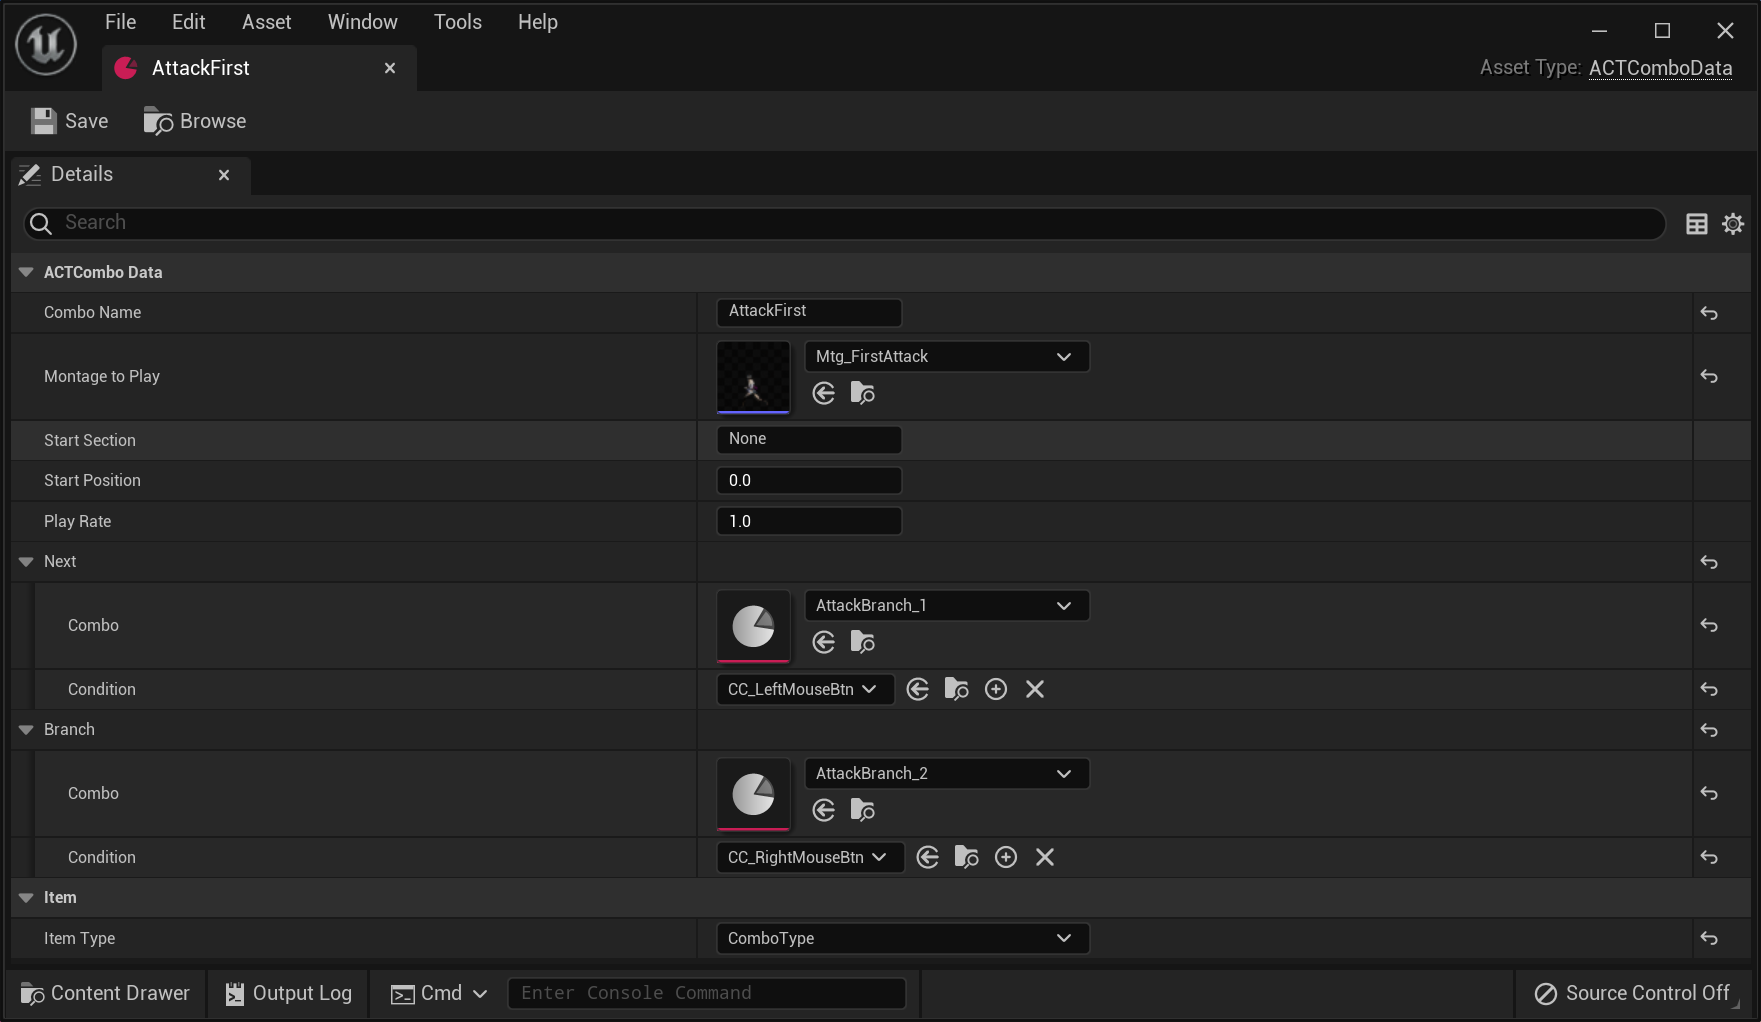 File Edit Asset Window Tools Help
AttackFirst
Asset Type: ACTComboData
Save Browse
Details
Search
ACTCombo Data
Combo Name AttackFirst
Montage to Play Mtg_FirstAttack
Start Section None
Start Position 0.0
Play Rate 1.0
Next
Combo AttackBranch_1
Condition CC_LeftMouseBtn
Branch
Combo AttackBranch_2
Condition CC_RightMouseBtn
Item
Item Type ComboType
Content Drawer Output Log Cmd Enter Console Command Source Control Off